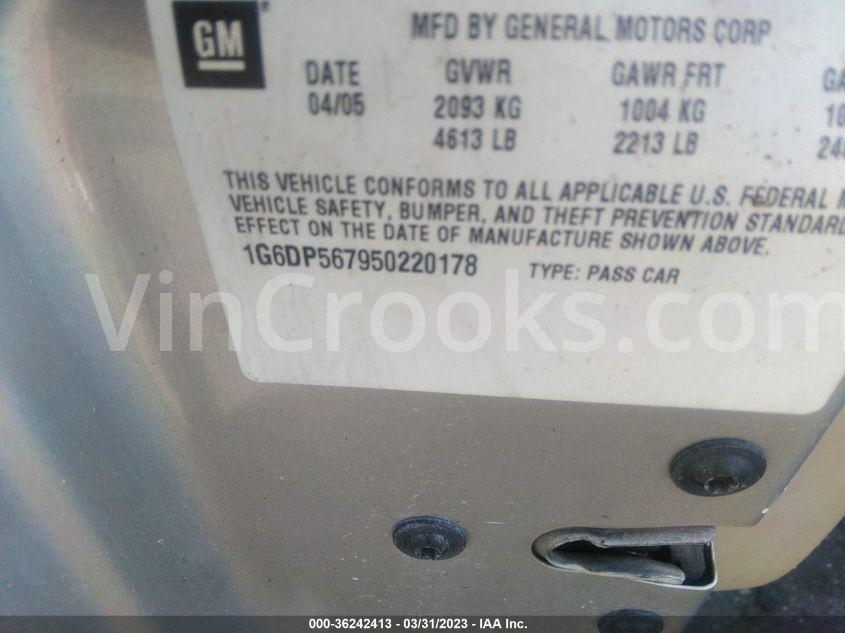 GM
MFD BY GENERAL MOTORS CORP
DATE GVWR GAWR FRT
04/05 2093 KG 1004 KG
4613 LB 2213 LB
THIS VEHICLE CONFORMS TO ALL APPLICABLE U.S. FEDERAL
VEHICLE SAFETY, BUMPER, AND THEFT PREVENTION STANDARD
EFFECT ON THE DATE OF MANUFACTURE SHOWN ABOVE.
1G6DP567950220178 TYPE: PASS CAR
VinCrooks.com
000-36242413 - 03/31/2023 - IAA Inc.